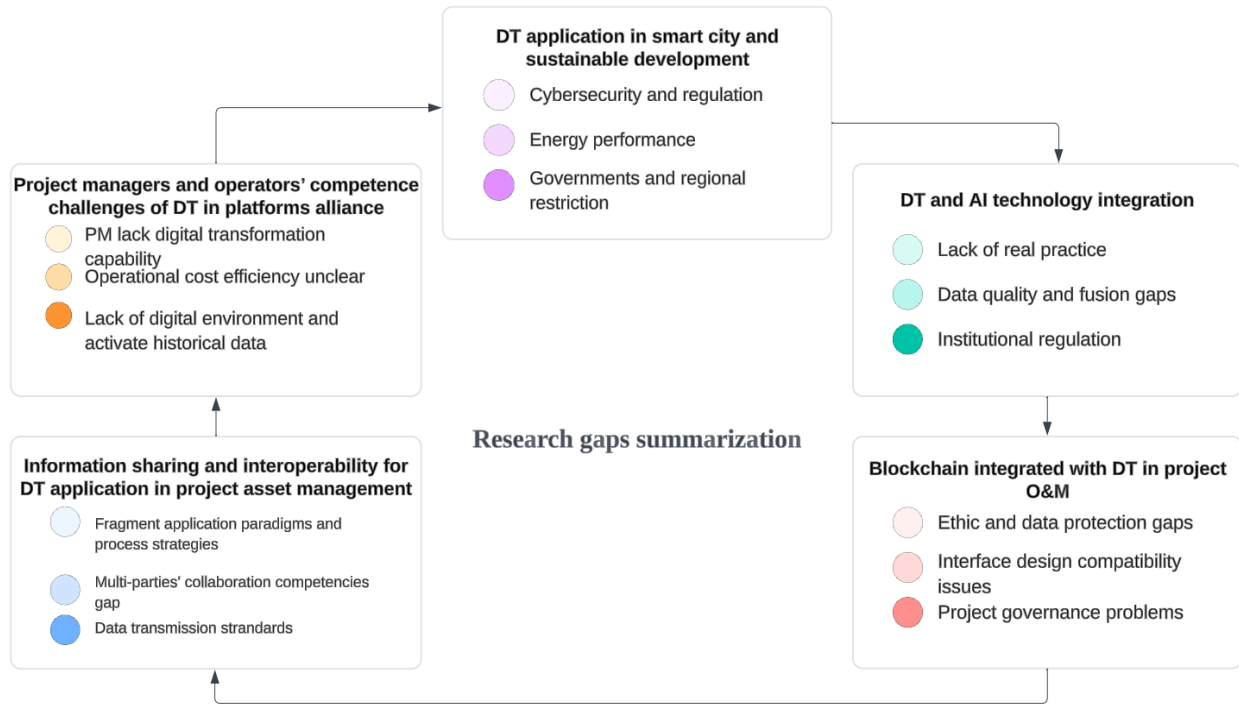 DT application in smart city and
sustainable development
Cybersecurity and regulation
Energy performance
Governments and regional
restriction
Project managers and operators’ competence
challenges of DT in platforms alliance
PM lack digital transformation
capability
Operational cost efficiency unclear
Lack of digital environment and
activate historical data
DT and AI technology integration
Lack of real practice
Data quality and fusion gaps
Institutional regulation
Research gaps summarization
Information sharing and interoperability for
DT application in project asset management
Fragment application paradigms and
process strategies
Multi-parties' collaboration competencies
gap
Data transmission strandards
Blockchain integrated with DT in project
O&M
Ethic and data protection gaps
Interface design compatibility
issues
Project governance problems